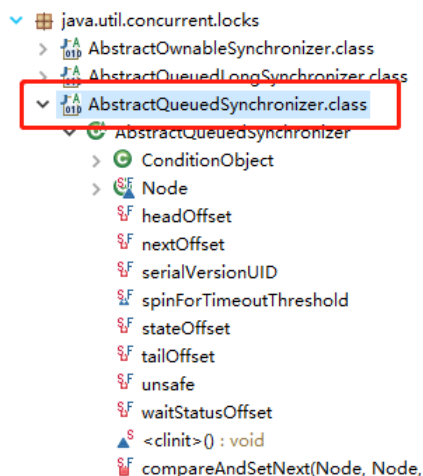 java.util.concurrent.locks
AbstractOwnableSynchronizer.class
AbstractQueuedLongSynchronizer.class
AbstractQueuedSynchronizer.class
AbstractQueuedSynchronizer
ConditionObject
Node
headOffset
nextOffset
serialVersionUID
spinForTimeoutThreshold
stateOffset
tailOffset
unsafe
waitStatusOffset
<clinit>() : void
compareAndSetNext(Node, Node,